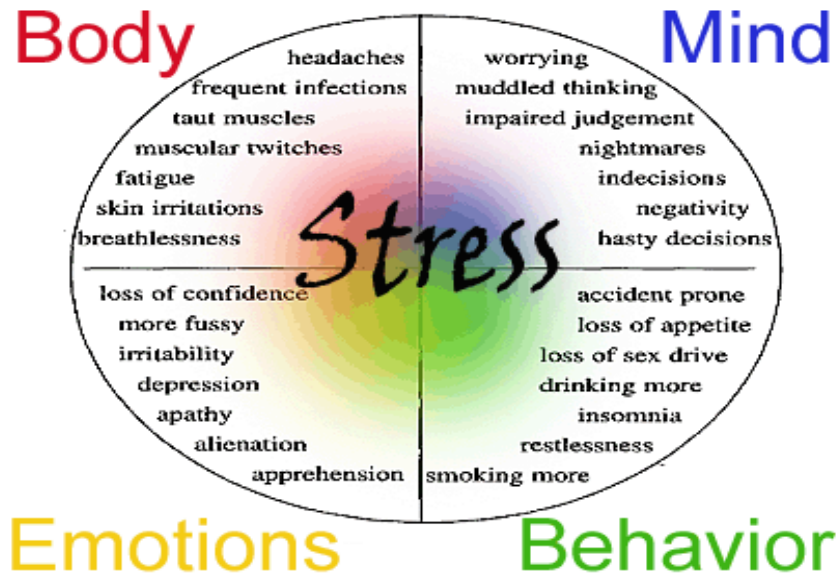 Body
headaches
frequent infections
taut muscles
muscular twitches
fatigue
skin irritations
breathlessness
Mind
worrying
muddled thinking
impaired judgement
nightmares
indecisions
negativity
hasty decisions
Stress
loss of confidence
more fussy
irritability
depression
apathy
alienation
apprehension
Emotions
accident prone
loss of appetite
loss of sex drive
drinking more
insomnia
restlessness
smoking more
Behavior